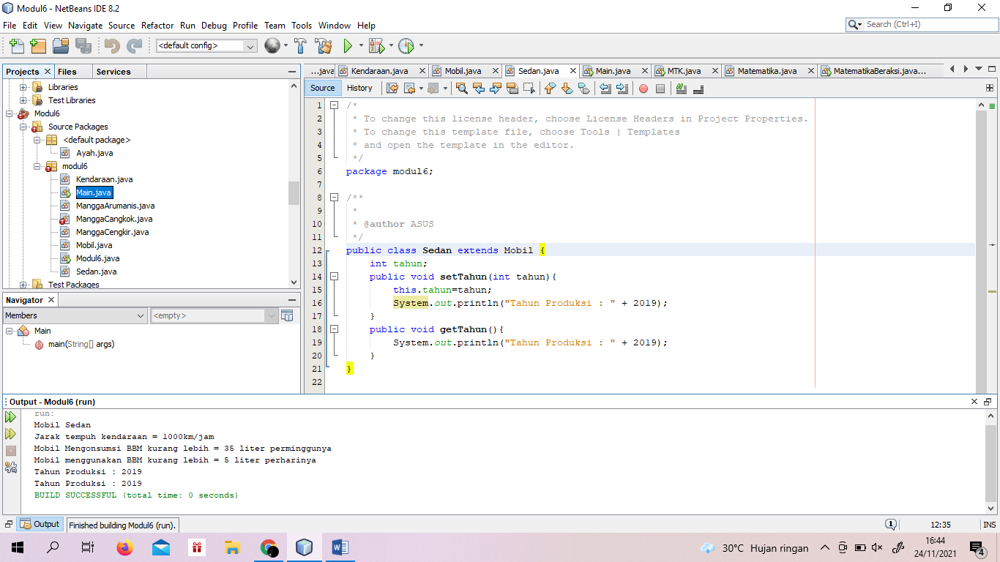 Modul6 - NetBeans IDE 8.2
File Edit View Navigate Source Refactor Run Debug Profile Team Tools Window Help
Search (Ctrl+I)
<default config>
Projects Files Services
Libraries
Test Libraries
Modul6
Source Packages
<default package>
Ayah.java
modul6
Kendaraan.java
Main.java
ManggaArumanis.java
ManggaCangkok.java
ManggaCengkir.java
Mobil.java
Modul6.java
Sedan.java
Test Packages
Navigator
Members
<empty>
Main
main(String[] args)
...java Kendaraan.java Mobil.java Sedan.java Main.java MTK.java Matematika.java MatematikaBeraksi.java...
Source History
1 /*
2 * To change this license header, choose License Headers in Project Properties.
3 * To change this template file, choose Tools | Templates
4 * and open the template in the editor.
5 */
6 package modul6;
7
8 /**
9 *
10 * @author ASUS
11 */
12 public class Sedan extends Mobil {
13 int tahun;
14 public void setTahun(int tahun){
15 this.tahun=tahun;
16 System.out.println("Tahun Produksi : " + 2019);
17 }
18 public void getTahun(){
19 System.out.println("Tahun Produksi : " + 2019);
20 }
21 }
22
Output - Modul6 (run)
run:
Mobil Sedan
Jarak tempuh kendaraan = 1000km/jam
Mobil Mengonsumsi BBM kurang lebih = 35 liter perminggunya
Mobil menggunakan BBM kurang lebih = 5 liter perharinya
Tahun Produksi : 2019
Tahun Produksi : 2019
BUILD SUCCESSFUL (total time: 0 seconds)
Output
Finished building Modul6 (run).
1
12:35
INS
30°C Hujan ringan
16:44
24/11/2021
4